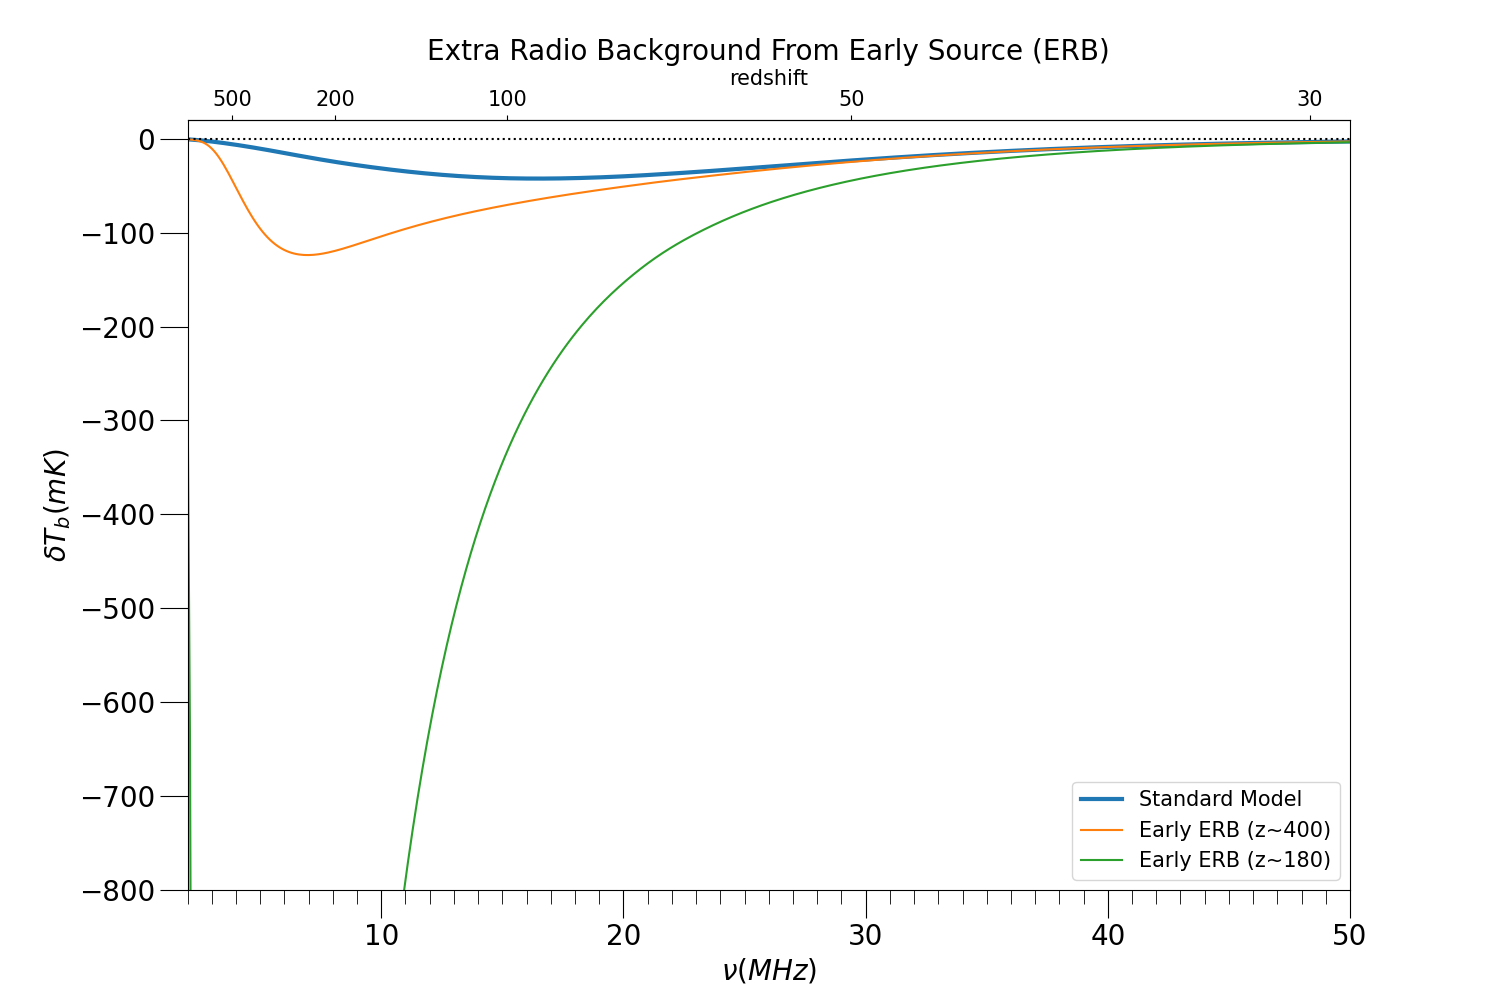 Extra Radio Background From Early Source (ERB)
redshift
500 200 100 50 30
0
−100
−200
−300
−400
−500
−600
−700
−800
δT_b(mK)
Standard Model
Early ERB (z~400)
Early ERB (z~180)
10 20 30 40 50
ν(MHz)